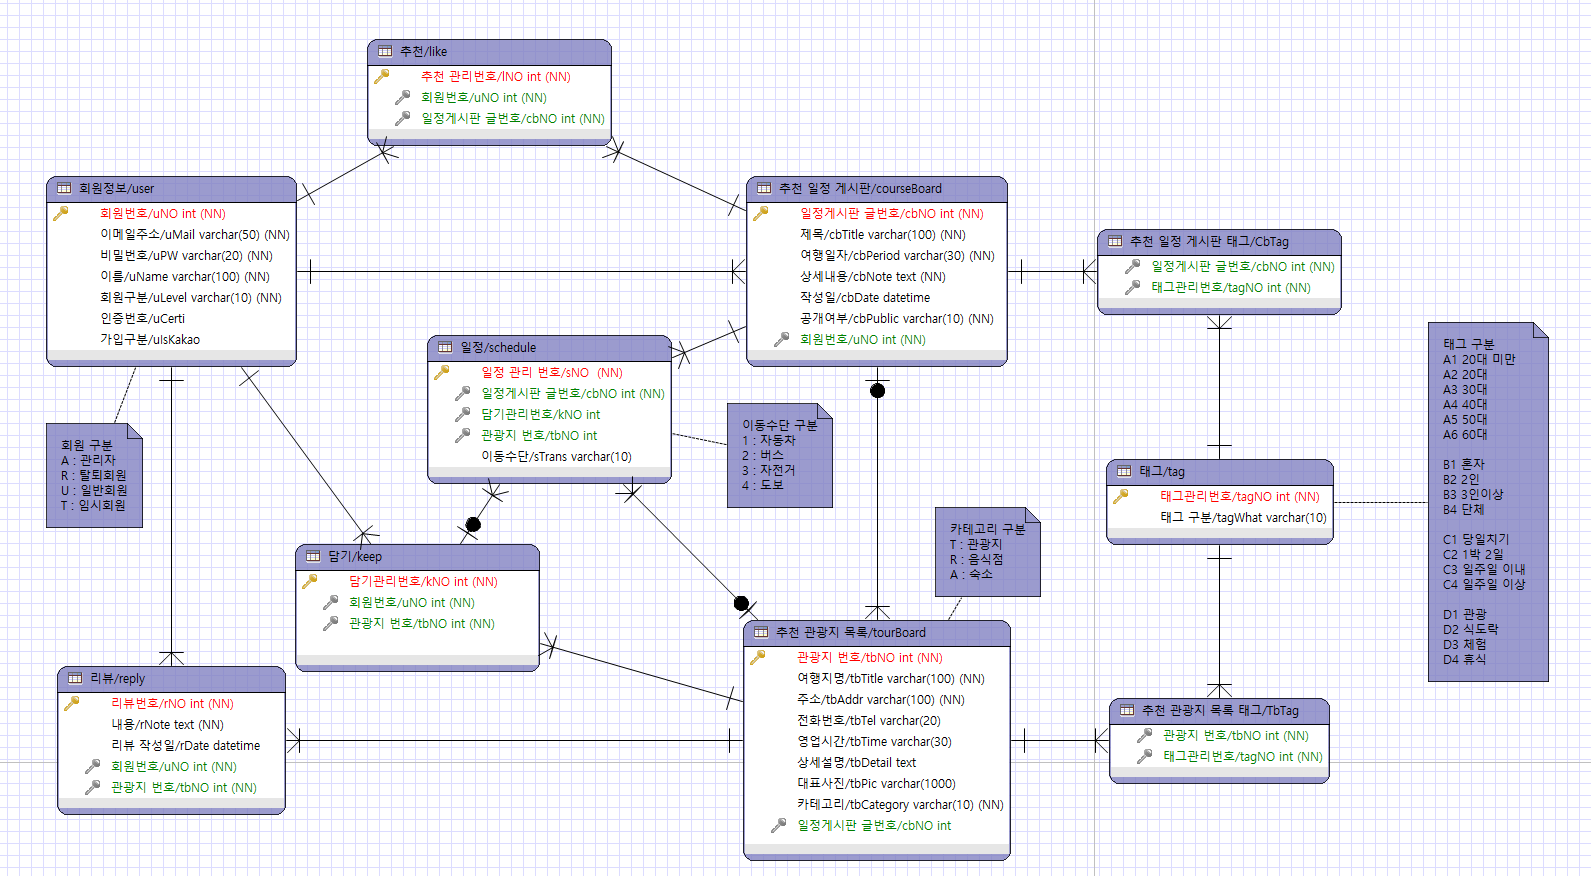 추천/like
추천 관리번호/lNO int (NN)
회원번호/uNO int (NN)
일정게시판 글번호/cbNO int (NN)
회원정보/user
회원번호/uNO int (NN)
이메일주소/uMail varchar(50) (NN)
비밀번호/uPW varchar(20) (NN)
이름/uName varchar(100) (NN)
회원구분/uLevel varchar(10) (NN)
인증번호/uCerti
가입구분/uIsKakao
추천 일정 게시판/courseBoard
일정게시판 글번호/cbNO int (NN)
제목/cbTitle varchar(100) (NN)
여행일자/cbPeriod varchar(30) (NN)
상세내용/cbNote text (NN)
작성일/cbDate datetime
공개여부/cbPublic varchar(10) (NN)
회원번호/uNO int (NN)
추천 일정 게시판 태그/CbTag
일정게시판 글번호/cbNO int (NN)
태그관리번호/tagNO int (NN)
일정/schedule
일정 관리 번호/sNO (NN)
일정게시판 글번호/cbNO int (NN)
담기관리번호/kNO int
관광지 번호/tbNO int
이동수단/sTrans varchar(10)
이동수단 구분
1 : 자동차
2 : 버스
3 : 자전거
4 : 도보
회원 구분
A : 관리자
R : 탈퇴회원
U : 일반회원
T : 임시회원
태그 구분
A1 20대 미만
A2 20대
A3 30대
A4 40대
A5 50대
A6 60대
B1 혼자
B2 2인
B3 3인이상
B4 단체
C1 당일치기
C2 1박 2일
C3 일주일 이내
C4 일주일 이상
D1 관광
D2 식도락
D3 체험
D4 휴식
태그/tag
태그관리번호/tagNO int (NN)
태그 구분/tagWhat varchar(10)
카테고리 구분
T : 관광지
R : 음식점
A : 숙소
담기/keep
담기관리번호/kNO int (NN)
회원번호/uNO int (NN)
관광지 번호/tbNO int (NN)
추천 관광지 목록/tourBoard
관광지 번호/tbNO int (NN)
여행지명/tbTitle varchar(100) (NN)
주소/tbAddr varchar(100) (NN)
전화번호/tbTel varchar(20)
영업시간/tbTime varchar(30)
상세설명/tbDetail text
대표사진/tbPic varchar(1000)
카테고리/tbCategory varchar(10) (NN)
일정게시판 글번호/cbNO int
리뷰/reply
리뷰번호/rNO int (NN)
내용/rNote text (NN)
리뷰 작성일/rDate datetime
회원번호/uNO int (NN)
관광지 번호/tbNO int (NN)
추천 관광지 목록 태그/TbTag
관광지 번호/tbNO int (NN)
태그관리번호/tagNO int (NN)